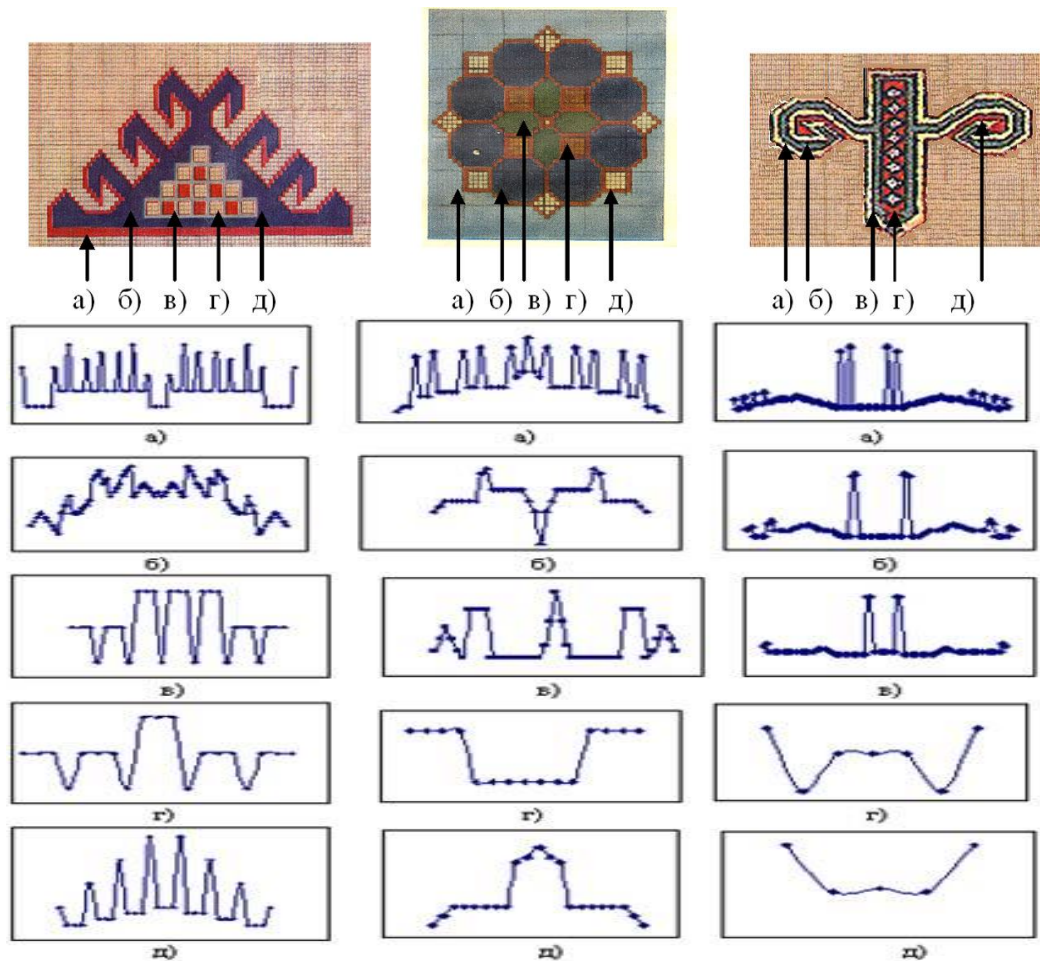 а) б) в) г) д) а) б) в) г) д) а) б) в) г) д)
а) а) а)
б) б) б)
в) в) в)
г) г) г)
д) д) д)